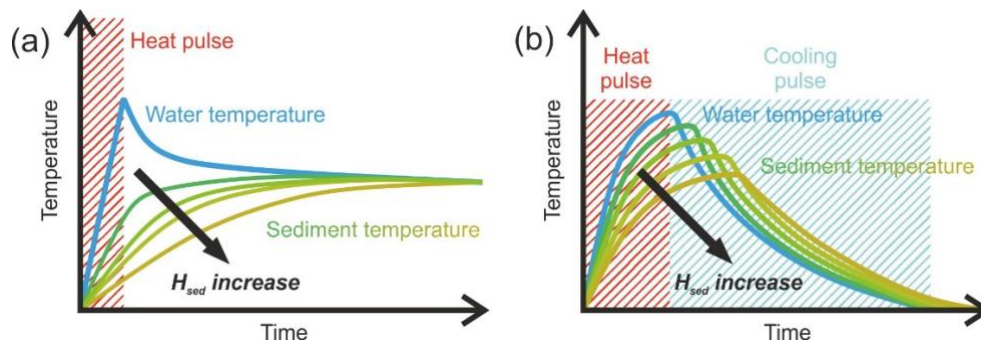 (a)
Heat pulse
Water temperature
Sediment temperature
H_sed increase
Temperature
Time
(b)
Heat
pulse
Cooling
pulse
Water temperature
Sediment temperature
H_sed increase
Temperature
Time